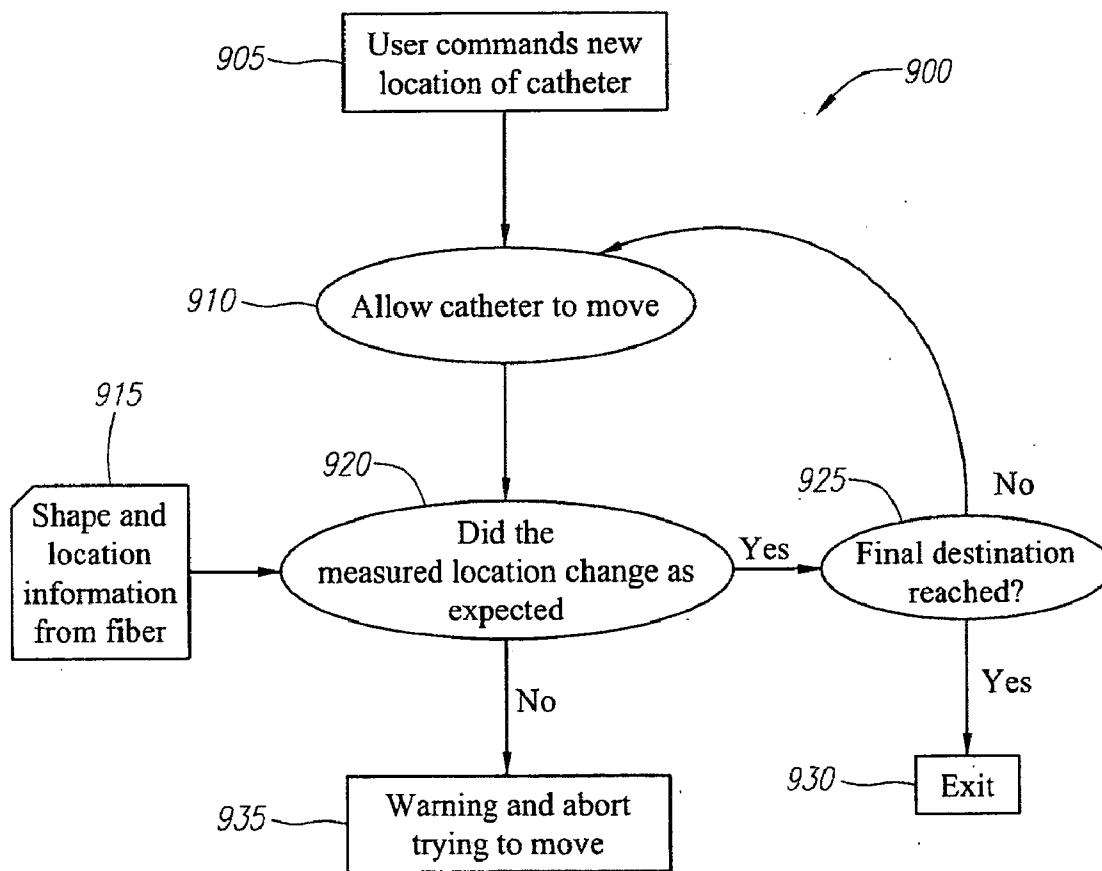 905
User commands new
location of catheter
900
910
Allow catheter to move
915
Shape and
location
information
from fiber
920
Did the
measured location change as
expected
Yes
925
Final destination
reached?
No
Yes
930
Exit
No
935
Warning and abort
trying to move